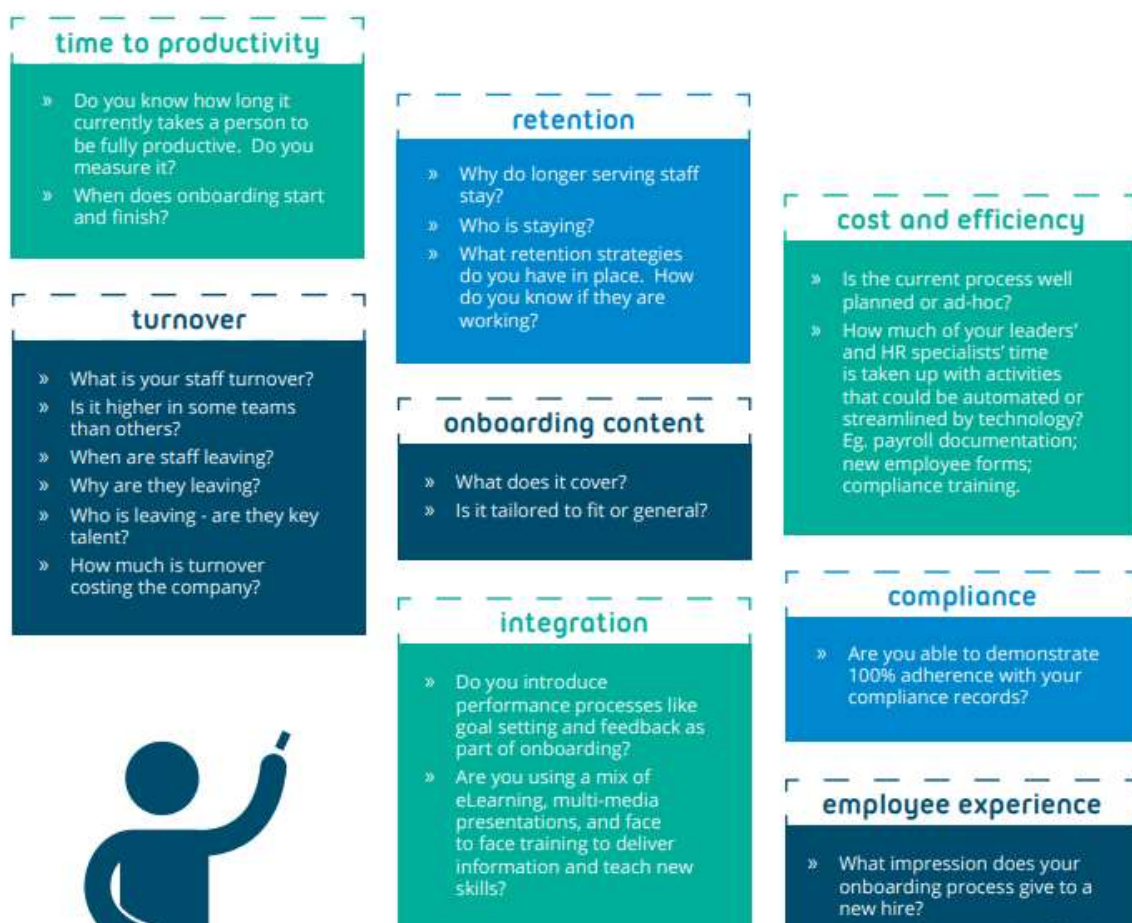 time to productivity
» Do you know how long it
currently takes a person to
be fully productive.  Do you
measure it?
» When does onboarding start
and finish?
turnover
» What is your staff turnover?
» Is it higher in some teams
than others?
» When are staff leaving?
» Why are they leaving?
» Who is leaving - are they key
talent?
» How much is turnover
costing the company?
retention
» Why do longer serving staff
stay?
» Who is staying?
» What retention strategies
do you have in place.  How
do you know if they are
working?
onboarding content
» What does it cover?
» Is it tailored to fit or general?
integration
» Do you introduce
performance processes like
goal setting and feedback as
part of onboarding?
» Are you using a mix of
eLearning, multi-media
presentations, and face
to face training to deliver
information and teach new
skills?
cost and efficiency
» Is the current process well
planned or ad-hoc?
» How much of your leaders’
and HR specialists’ time
is taken up with activities
that could be automated or
streamlined by technology?
Eg. payroll documentation;
new employee forms;
compliance training.
compliance
» Are you able to demonstrate
100% adherence with your
compliance records?
employee experience
» What impression does your
onboarding process give to a
new hire?